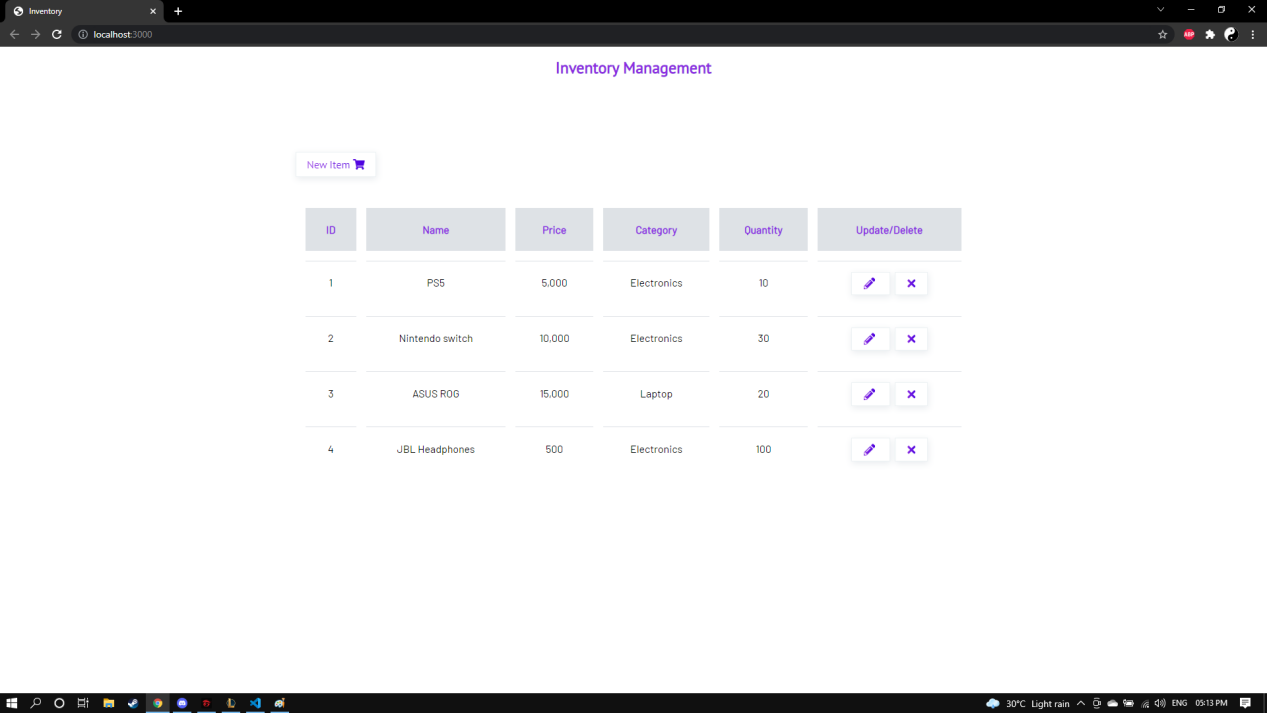 Inventory
localhost:3000
ABP
Inventory Management
New Item
ID Name Price Category Quantity Update/Delete
1 PS5 5,000 Electronics 10
2 Nintendo switch 10,000 Electronics 30
3 ASUS ROG 15,000 Laptop 20
4 JBL Headphones 500 Electronics 100
30°C Light rain ENG 05:13 PM